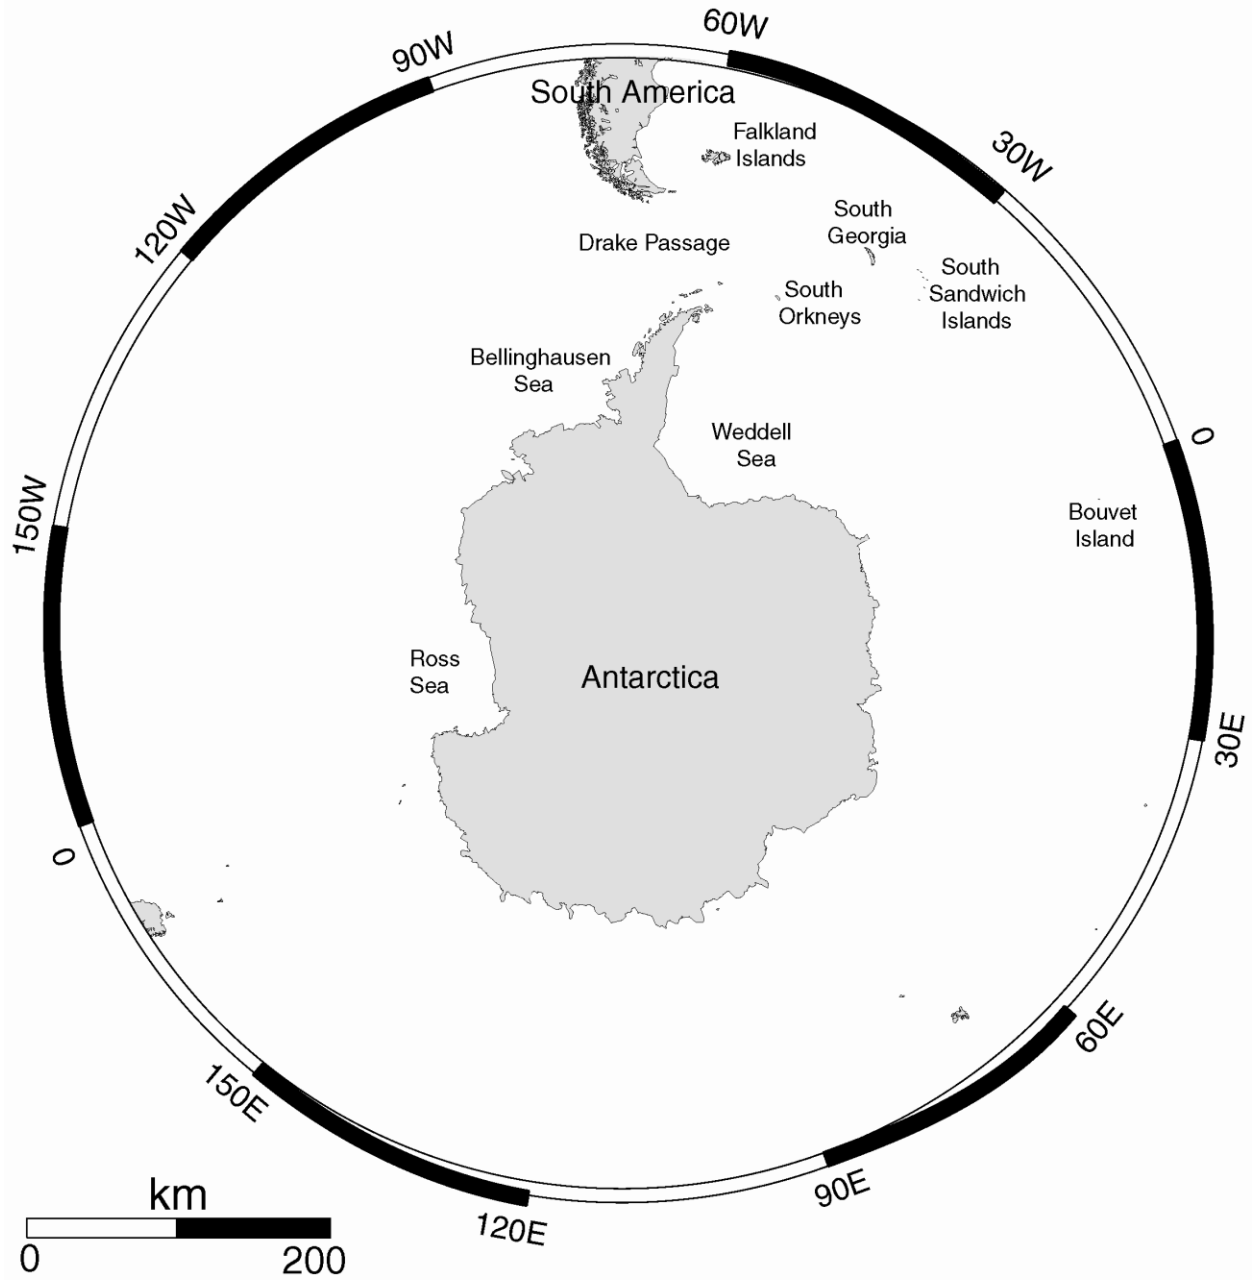 60W
90W
South America
Falkland
Islands
30W
120W
South
Georgia
Drake Passage
South
Sandwich
Islands
South
Orkneys
Bellinghausen
Sea
Weddell
Sea
0
150W
Bouvet
Island
Ross
Sea
Antarctica
30E
0
60E
150E
90E
km
120E
0
200